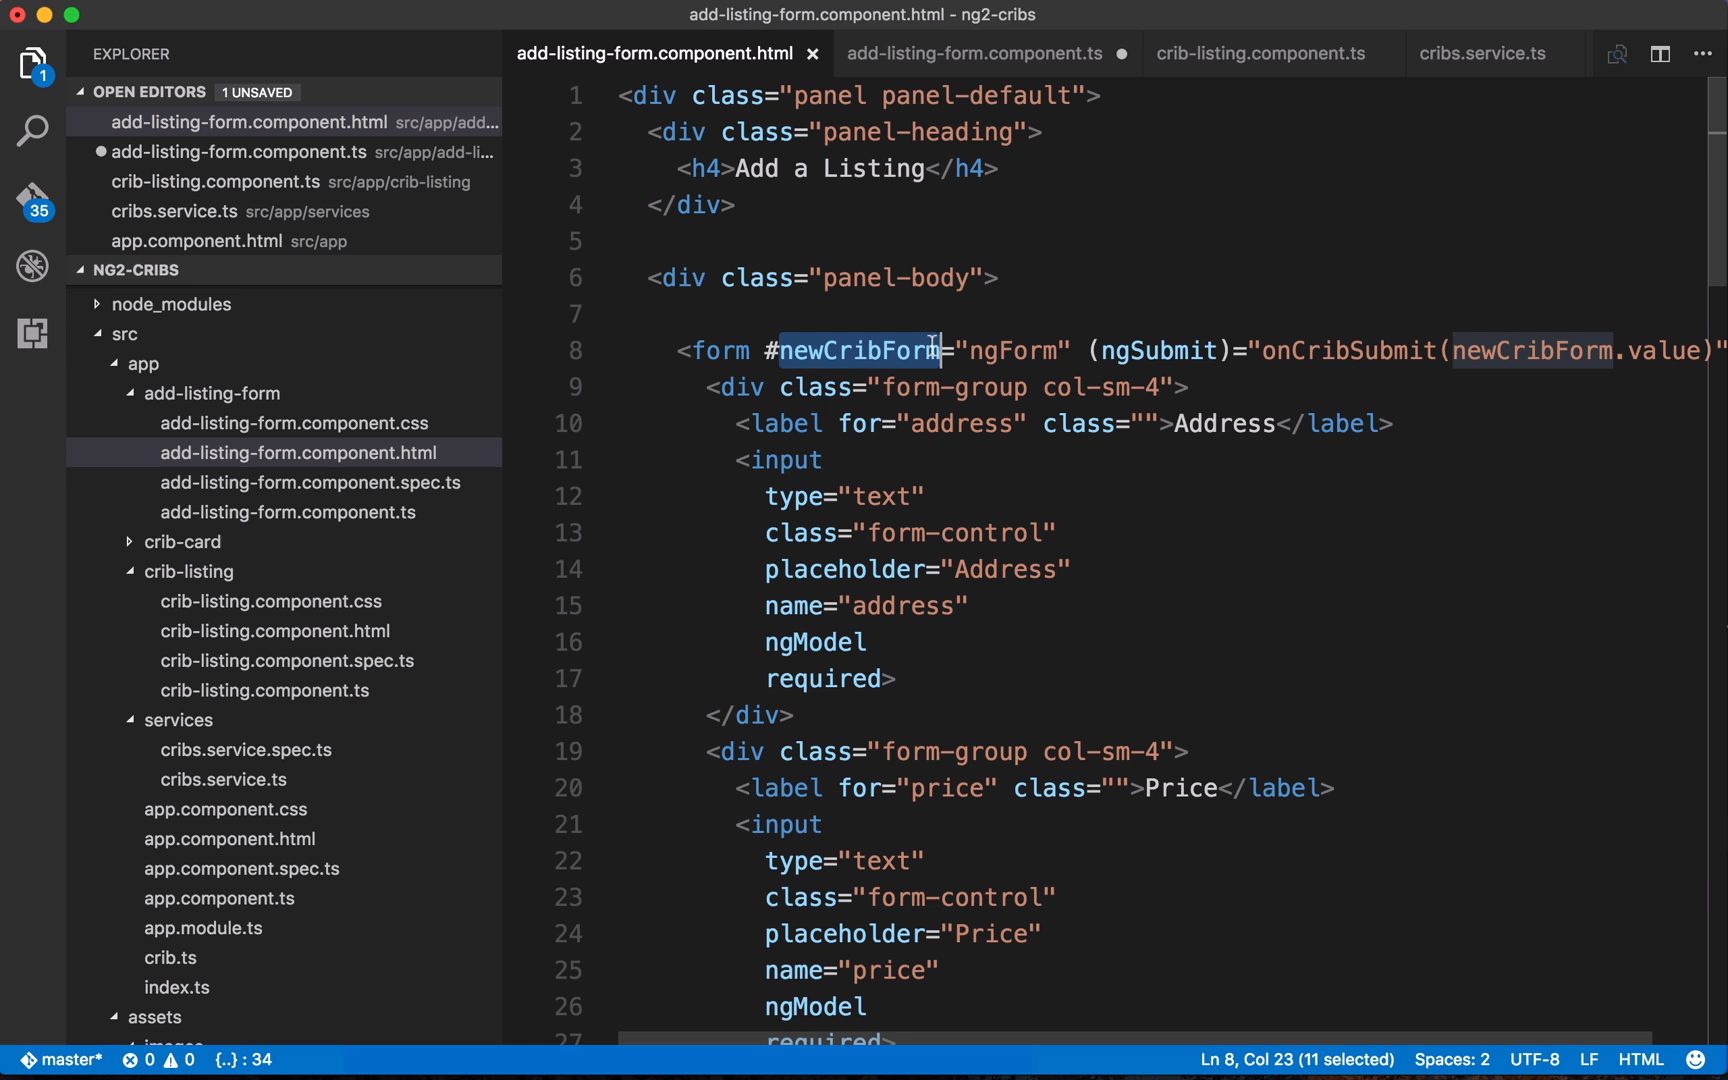 add-listing-form.component.html - ng2-cribs
EXPLORER
add-listing-form.component.html
add-listing-form.component.ts
crib-listing.component.ts
cribs.service.ts
1
OPEN EDITORS 1 UNSAVED
add-listing-form.component.html src/app/add...
add-listing-form.component.ts src/app/add-li...
crib-listing.component.ts src/app/crib-listing
cribs.service.ts src/app/services
app.component.html src/app
35
NG2-CRIBS
node_modules
src
app
add-listing-form
add-listing-form.component.css
add-listing-form.component.html
add-listing-form.component.spec.ts
add-listing-form.component.ts
crib-card
crib-listing
crib-listing.component.css
crib-listing.component.html
crib-listing.component.spec.ts
crib-listing.component.ts
services
cribs.service.spec.ts
cribs.service.ts
app.component.css
app.component.html
app.component.spec.ts
app.component.ts
app.module.ts
crib.ts
index.ts
assets
images
1 <div class="panel panel-default">
2 <div class="panel-heading">
3 <h4>Add a Listing</h4>
4 </div>
5
6 <div class="panel-body">
7
8 <form #newCribForm="ngForm" (ngSubmit)="onCribSubmit(newCribForm.value)"
9 <div class="form-group col-sm-4">
10 <label for="address" class="">Address</label>
11 <input
12 type="text"
13 class="form-control"
14 placeholder="Address"
15 name="address"
16 ngModel
17 required>
18 </div>
19 <div class="form-group col-sm-4">
20 <label for="price" class="">Price</label>
21 <input
22 type="text"
23 class="form-control"
24 placeholder="Price"
25 name="price"
26 ngModel
27 required>
master* 0 0 {..} : 34
Ln 8, Col 23 (11 selected) Spaces: 2 UTF-8 LF HTML